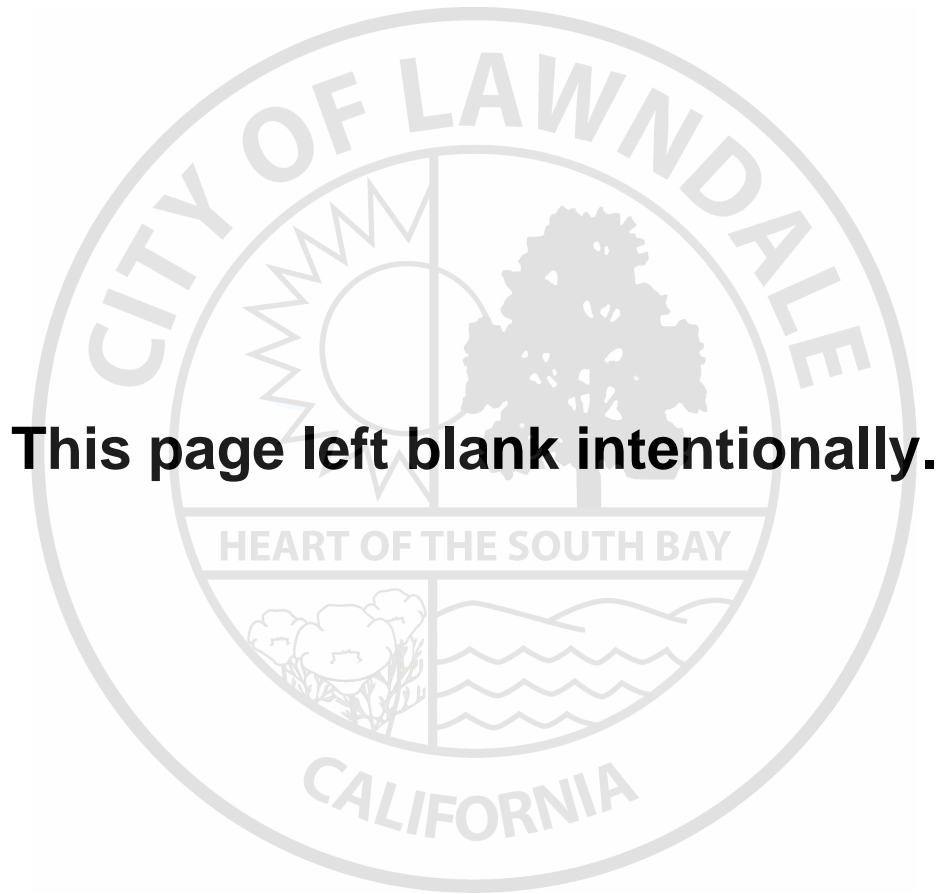 CITY OF LAWNDALE
This page left blank intentionally.
HEART OF THE SOUTH BAY
CALIFORNIA